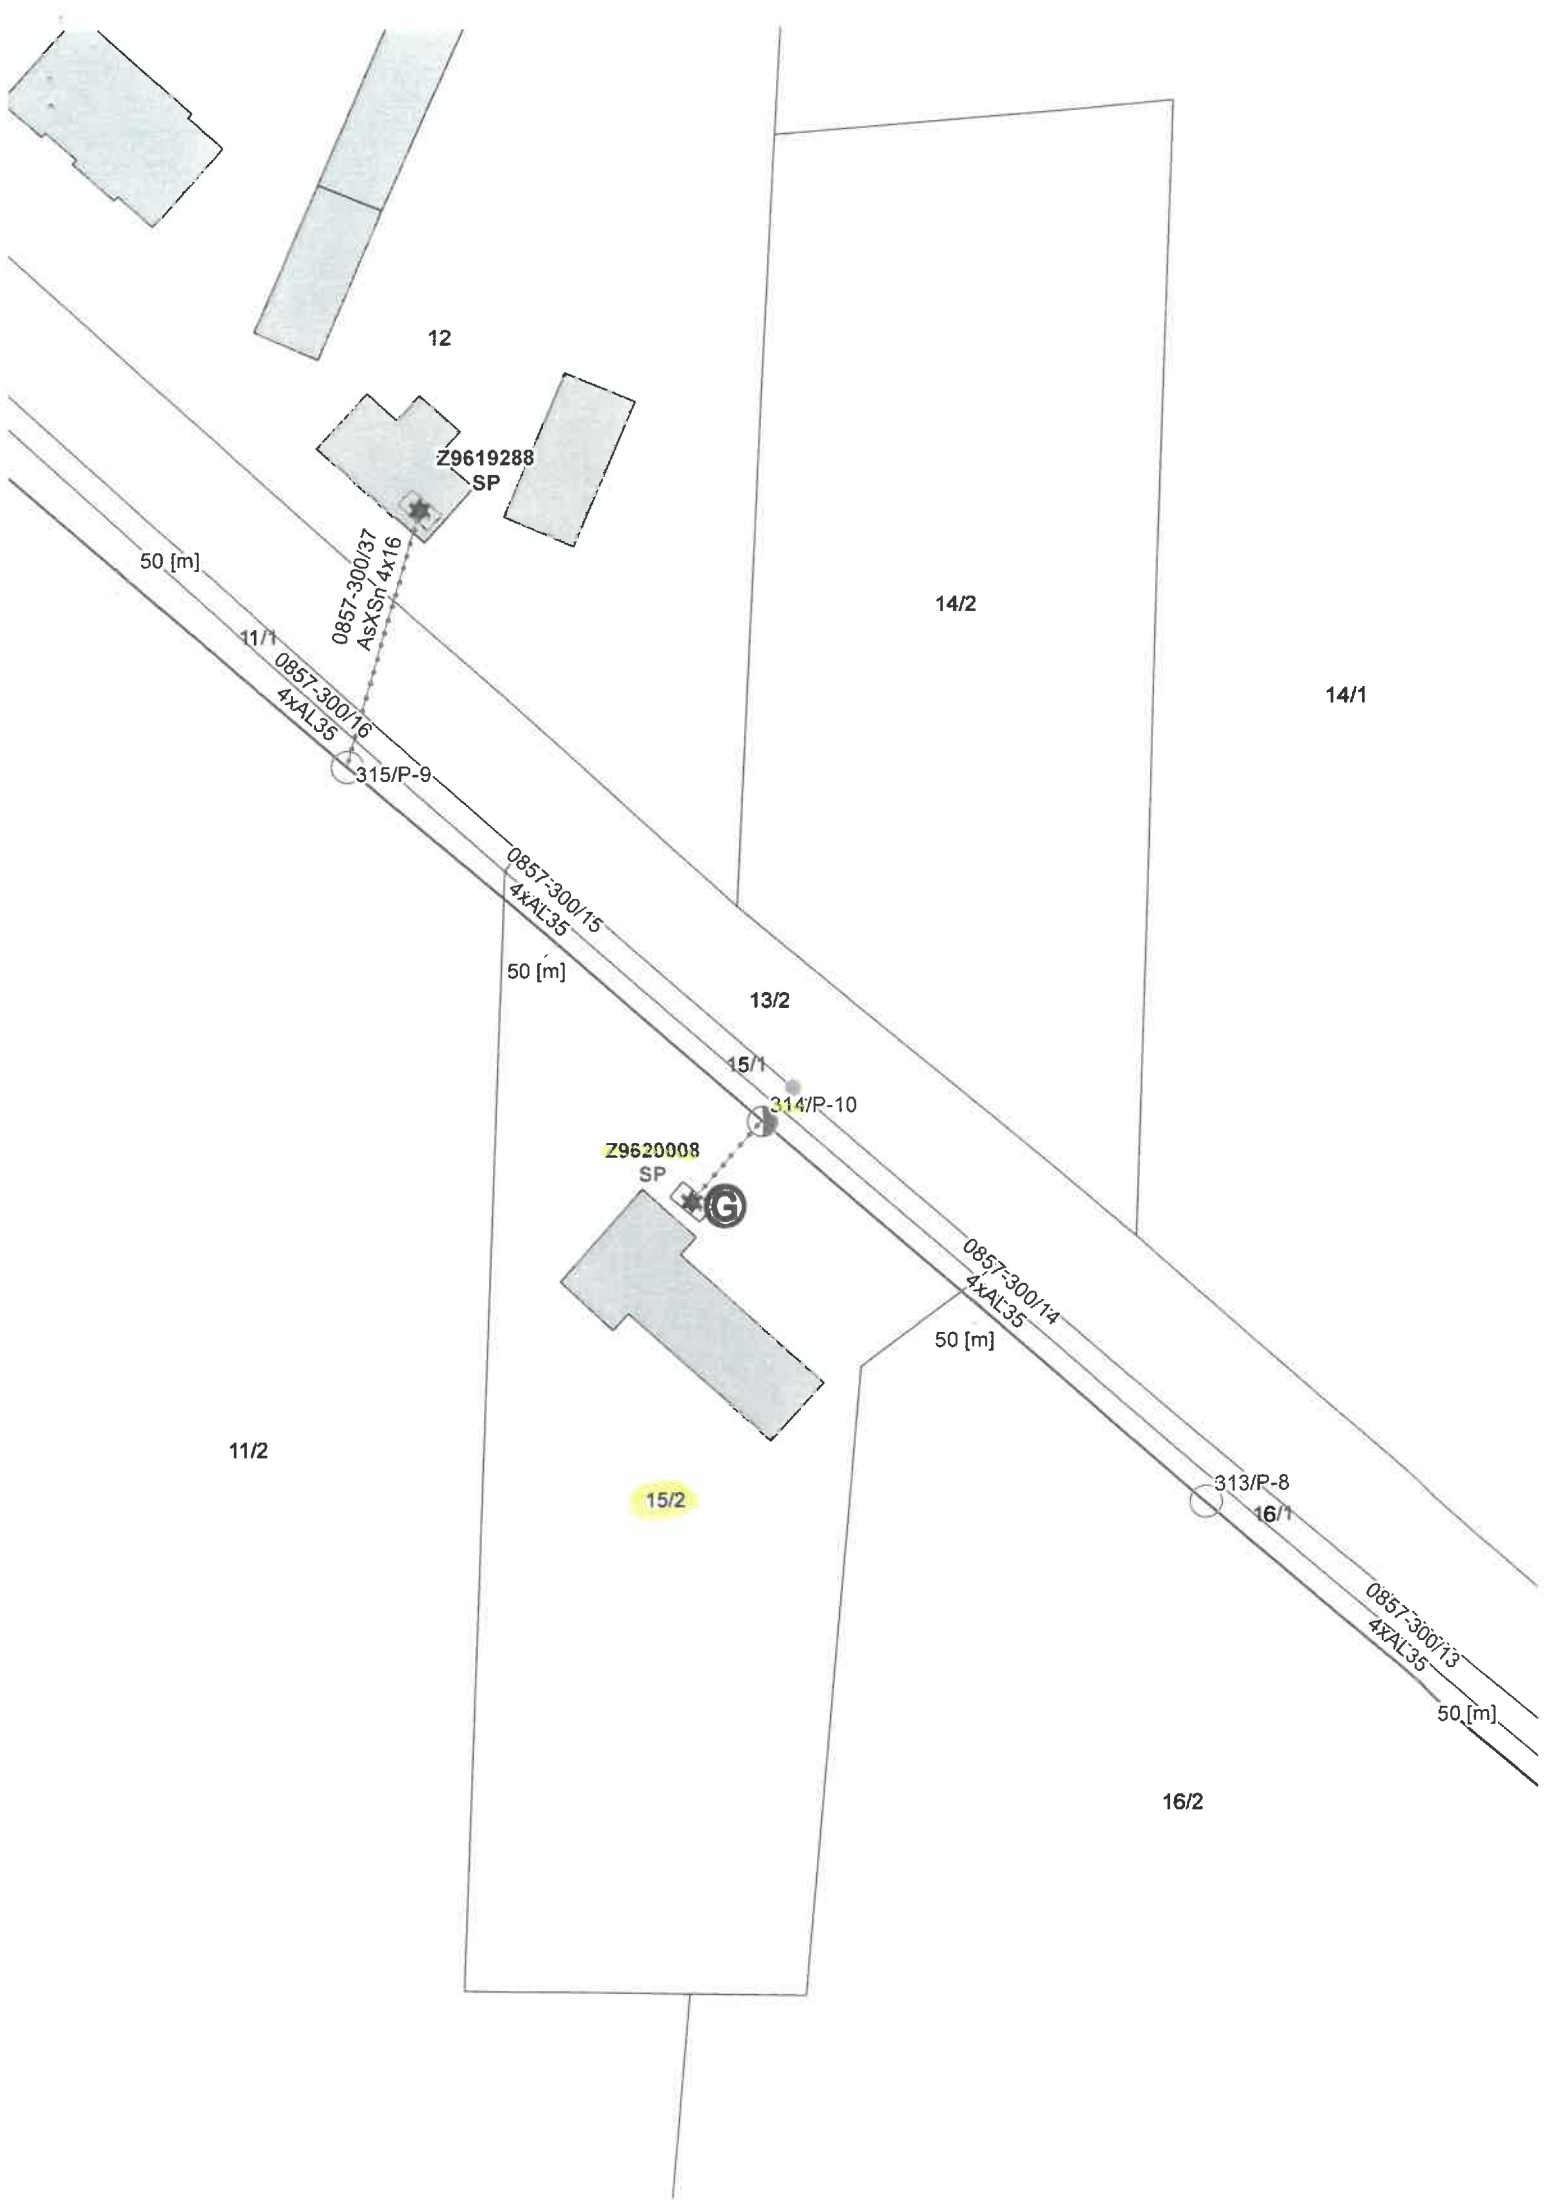 12
Z9619288
SP
0857-300/37
AsXSn 4x16
50 [m]
11/1
0857-300/16
4xAL35
315/P-9
14/2
14/1
0857-300/15
4xAL35
50 [m]
13/2
15/1
314/P-10
Z9620008
SP
G
0857-300/14
4xAL35
50 [m]
11/2
15/2
313/P-8
16/1
0857-300/13
4xAL35
50 [m]
16/2